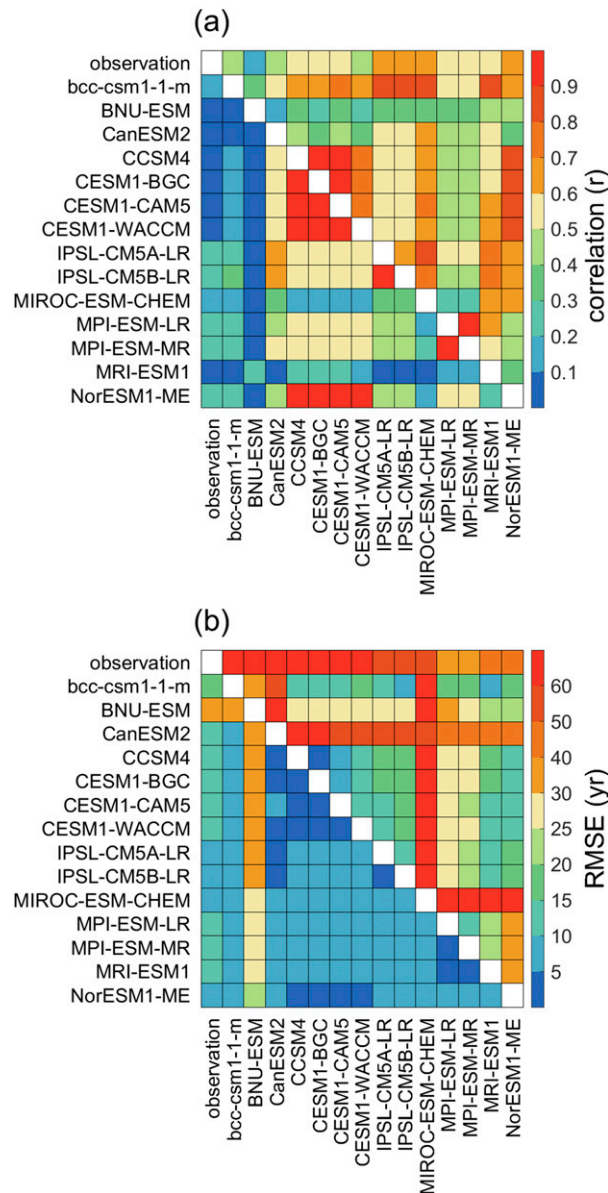 (a)
observation
bcc-csm1-1-m
BNU-ESM
CanESM2
CCSM4
CESM1-BGC
CESM1-CAM5
CESM1-WACCM
IPSL-CM5A-LR
IPSL-CM5B-LR
MIROC-ESM-CHEM
MPI-ESM-LR
MPI-ESM-MR
MRI-ESM1
NorESM1-ME
0.9
0.8
0.7
0.6
0.5
0.4
0.3
0.2
0.1
correlation (r)
observation
bcc-csm1-1-m
BNU-ESM
CanESM2
CCSM4
CESM1-BGC
CESM1-CAM5
CESM1-WACCM
IPSL-CM5A-LR
IPSL-CM5B-LR
MIROC-ESM-CHEM
MPI-ESM-LR
MPI-ESM-MR
MRI-ESM1
NorESM1-ME
(b)
observation
bcc-csm1-1-m
BNU-ESM
CanESM2
CCSM4
CESM1-BGC
CESM1-CAM5
CESM1-WACCM
IPSL-CM5A-LR
IPSL-CM5B-LR
MIROC-ESM-CHEM
MPI-ESM-LR
MPI-ESM-MR
MRI-ESM1
NorESM1-ME
60
50
40
30
25
20
15
10
5
RMSE (yr)
observation
bcc-csm1-1-m
BNU-ESM
CanESM2
CCSM4
CESM1-BGC
CESM1-CAM5
CESM1-WACCM
IPSL-CM5A-LR
IPSL-CM5B-LR
MIROC-ESM-CHEM
MPI-ESM-LR
MPI-ESM-MR
MRI-ESM1
NorESM1-ME